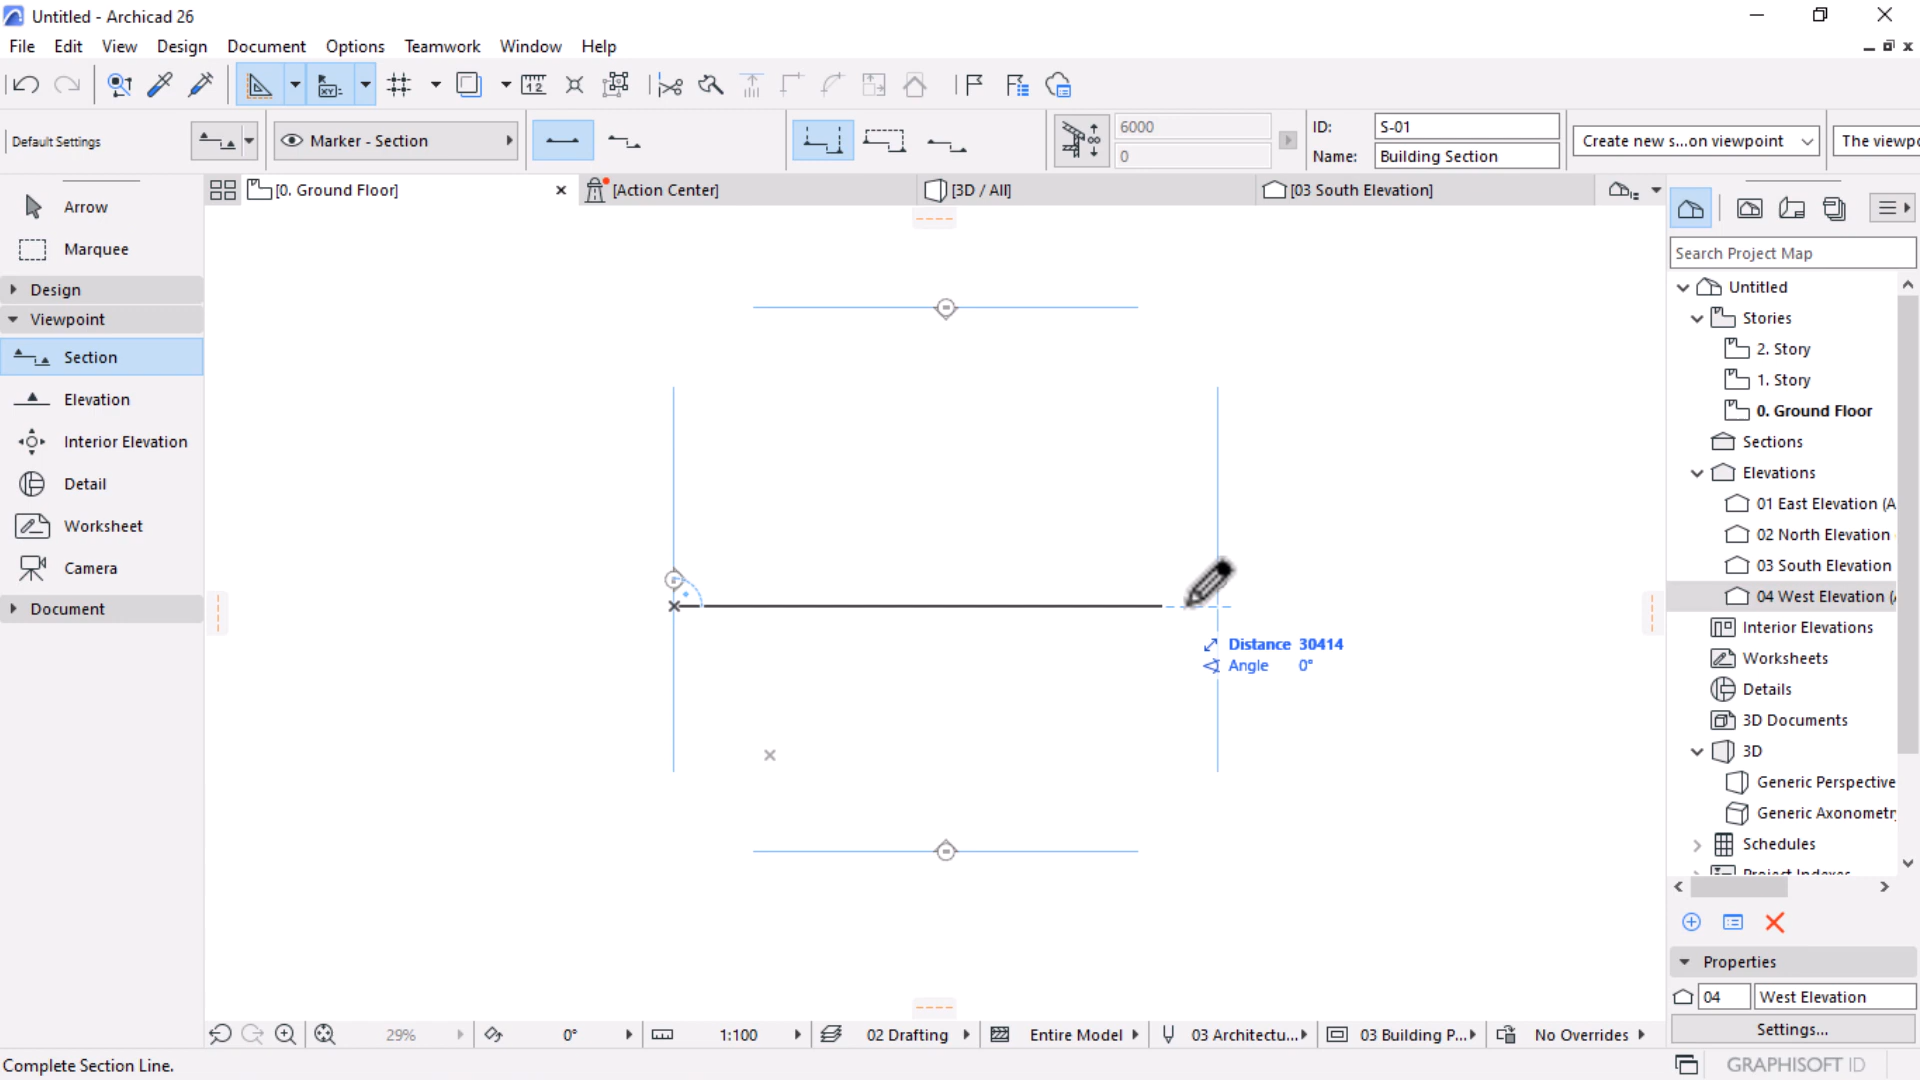 Untitled - Archicad 26
File Edit View Design Document Options Teamwork Window Help
Default Settings
Marker - Section
6000
0
ID: S-01
Name: Building Section
Create new s...on viewpoint
The viewpo
Arrow
Marquee
Design
Viewpoint
Section
Elevation
Interior Elevation
Detail
Worksheet
Camera
Document
[0. Ground Floor]
[Action Center]
[3D / All]
[03 South Elevation]
Distance 30414
Angle 0°
Search Project Map
Untitled
Stories
2. Story
1. Story
0. Ground Floor
Sections
Elevations
01 East Elevation (A
02 North Elevation
03 South Elevation
04 West Elevation (
Interior Elevations
Worksheets
Details
3D Documents
3D
Generic Perspective
Generic Axonometr
Schedules
Project Indexes
Properties
04 West Elevation
Settings...
29% 0° 1:100 02 Drafting Entire Model 03 Architectu... 03 Building P... No Overrides
Complete Section Line.
GRAPHISOFT ID